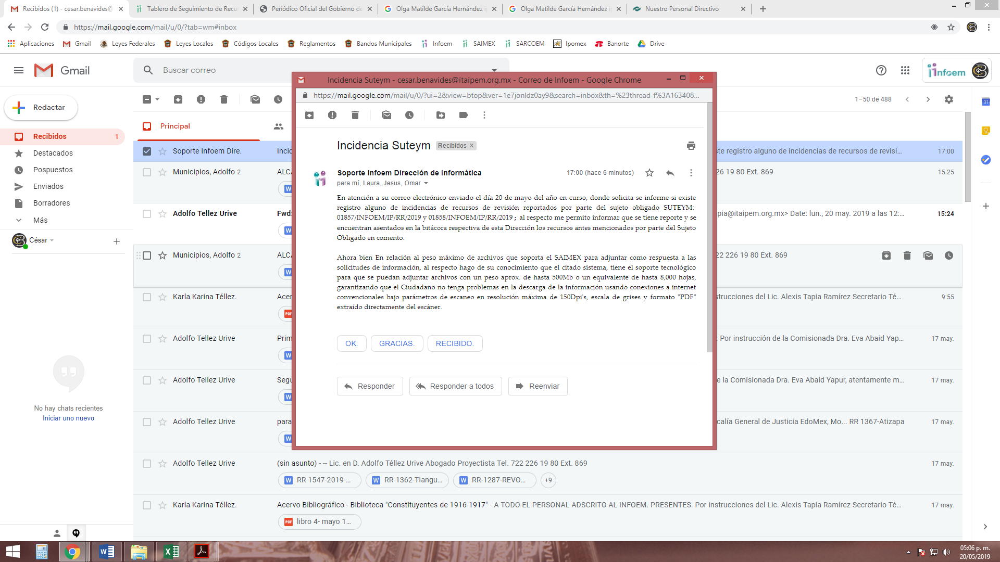 Recibidos (1) - cesar.benavides@
Tablero de Seguimiento de Recu
Periódico Oficial del Gobierno de
Olga Matilde García Hernández i
Olga Matilde García Hernández i
Nuestro Personal Directivo
https://mail.google.com/mail/u/0/?tab=wm#inbox
Aplicaciones
Gmail
Leyes Federales
Leyes Locales
Códigos Locales
Reglamentos
Bandos Municipales
Infoem
SAIMEX
SARCOEM
Ipomex
Banorte
Drive
Gmail
Buscar correo
infoem
Redactar
1–50 de 488
Recibidos 1
Destacados
Pospuestos
Enviados
Borradores
Más
César
No hay chats recientes
Iniciar uno nuevo
Principal
Soporte Infoem Dire. Incid
ste registro alguno de incidencias de recursos de revisi... 17:00
Municipios, Adolfo 2 ALCA
26 19 80 Ext. 869 15:25
W
Adolfo Tellez Urive Fwd:
pia@itaipem.org.mx> Date: lun., 20 may. 2019 a las 12:... 15:24
W
Municipios, Adolfo 2 ALCA
22 226 19 80 Ext. 869
W
Karla Karina Téllez. Acer
strucciones del Lic. Alexis Tapia Ramírez Secretario Té... 9:55
PDF
Adolfo Tellez Urive Prim
: Por instrucción de la Comisionada Dra. Eva Abaid Yap... 17 may.
W
Adolfo Tellez Urive Segu
e la Comisionada Dra. Eva Abaid Yapur, atentamente m... 17 may.
W
Adolfo Tellez Urive para
calía General de Justicia EdoMex, Mo... RR 1367-Atizapa 17 may.
W
Adolfo Tellez Urive (sin asunto) - -- Lic. en D. Adolfo Téllez Urive Abogado Proyectista Tel. 722 226 19 80 Ext. 869 17 may.
W RR 1547-2019-... W RR-1362-Tiangu... W RR-1287-REVO... +9
Karla Karina Téllez. Acervo Bibliográfico - Biblioteca "Constituyentes de 1916-1917" - A TODO EL PERSONAL ADSCRITO AL INFOEM. PRESENTES. Por instrucciones del Lic. Alexis Tapia Ramírez Secretario Té... 17 may.
PDF libro 4- mayo 1...
Incidencia Suteym - cesar.benavides@itaipem.org.mx - Correo de Infoem - Google Chrome
https://mail.google.com/mail/u/0/?ui=2&view=btop&ver=1e7jonldz0ay9&search=inbox&th=%23thread-f%3A163408...
Incidencia Suteym Recibidos ×
Soporte Infoem Dirección de Informática 17:00 (hace 6 minutos)
para mí, Laura, Jesus, Omar
En atención a su correo electrónico enviado el día 20 de mayo del año en curso, donde solicita se informe si existe
registro alguno de incidencias de recursos de revisión reportados por parte del sujeto obligado SUTEYM:
01857/INFOEM/IP/RR/2019 y 01858/INFOEM/IP/RR/2019 ; al respecto me permito informar que se tiene reporte y se
encuentran asentados en la bitácora respectiva de esta Dirección los recursos antes mencionados por parte del Sujeto
Obligado en comento.
Ahora bien En relación al peso máximo de archivos que soporta el SAIMEX para adjuntar como respuesta a las
solicitudes de información, al respecto hago de su conocimiento que el citado sistema, tiene el soporte tecnológico
para que se puedan adjuntar archivos con un peso aprox. de hasta 500Mb o un equivalente de hasta 8,000 hojas,
garantizando que el Ciudadano no tenga problemas en la descarga de la información usando conexiones a internet
convencionales bajo parámetros de escaneo en resolución máxima de 150Dpi's, escala de grises y formato "PDF"
extraído directamente del escáner.
OK. GRACIAS. RECIBIDO.
Responder
Responder a todos
Reenviar
31
05:06 p. m.
20/05/2019